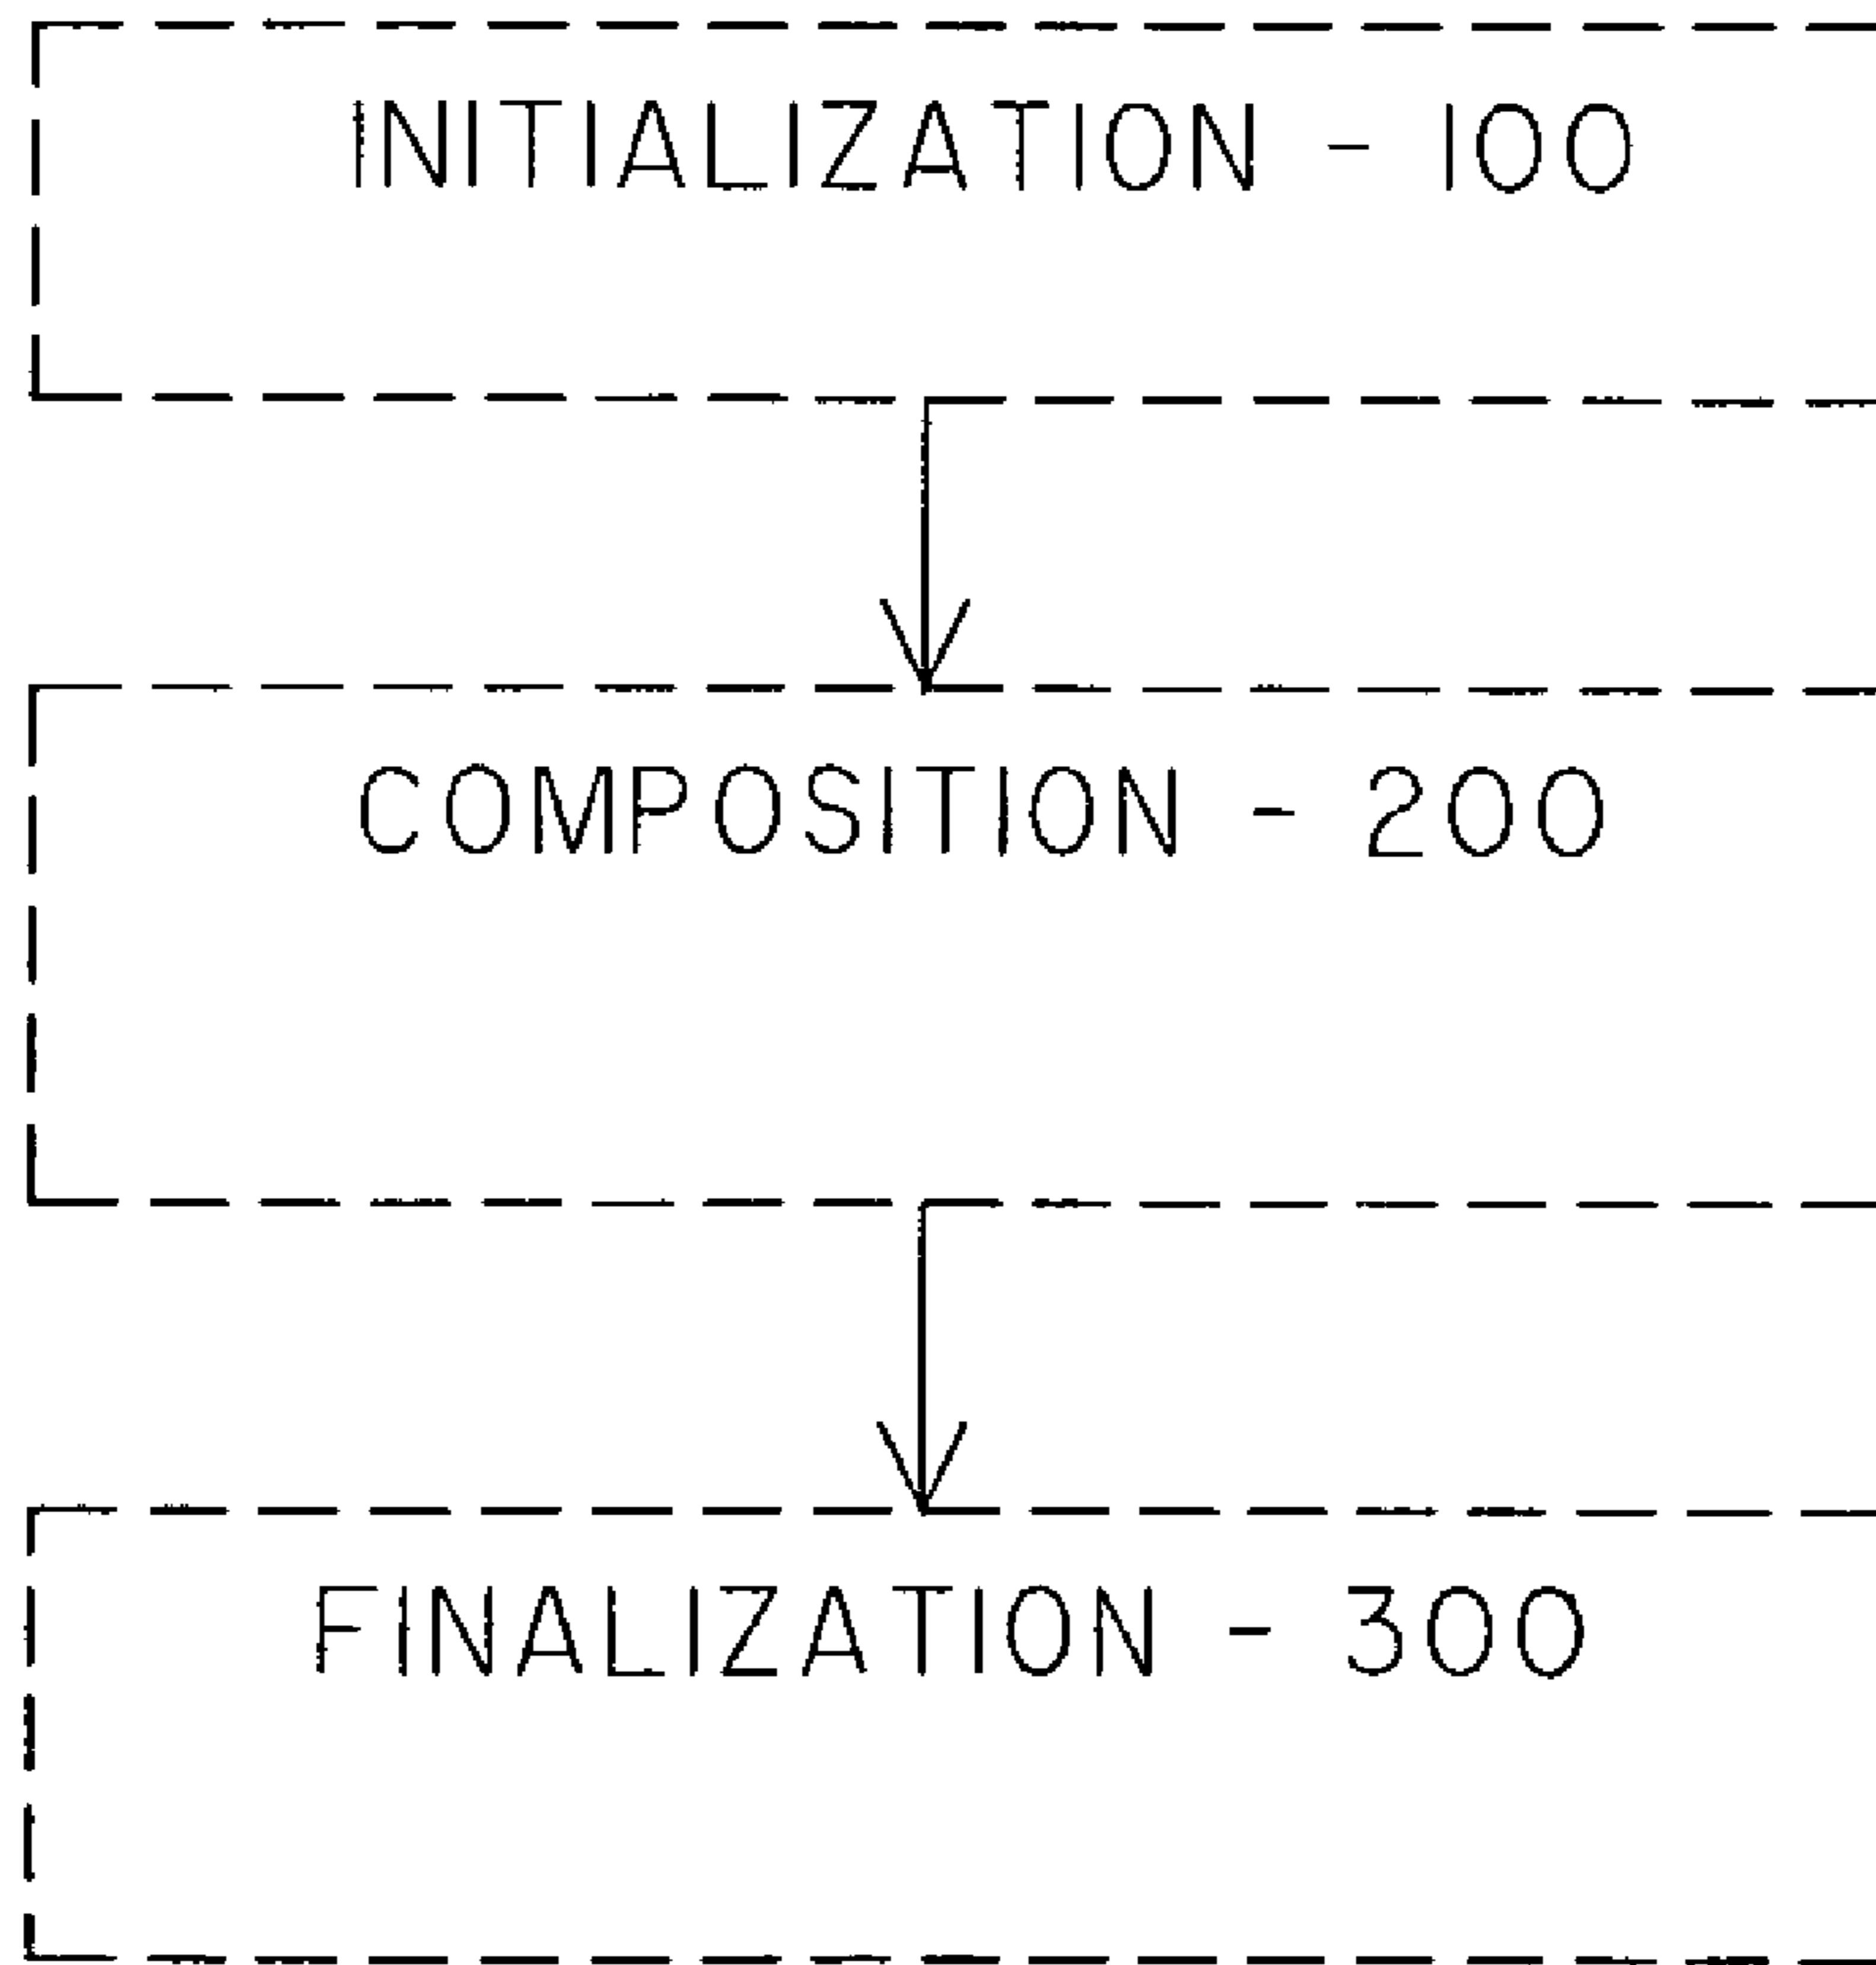 INITIALIZATION - 100
COMPOSITION - 200
FINALIZATION - 300